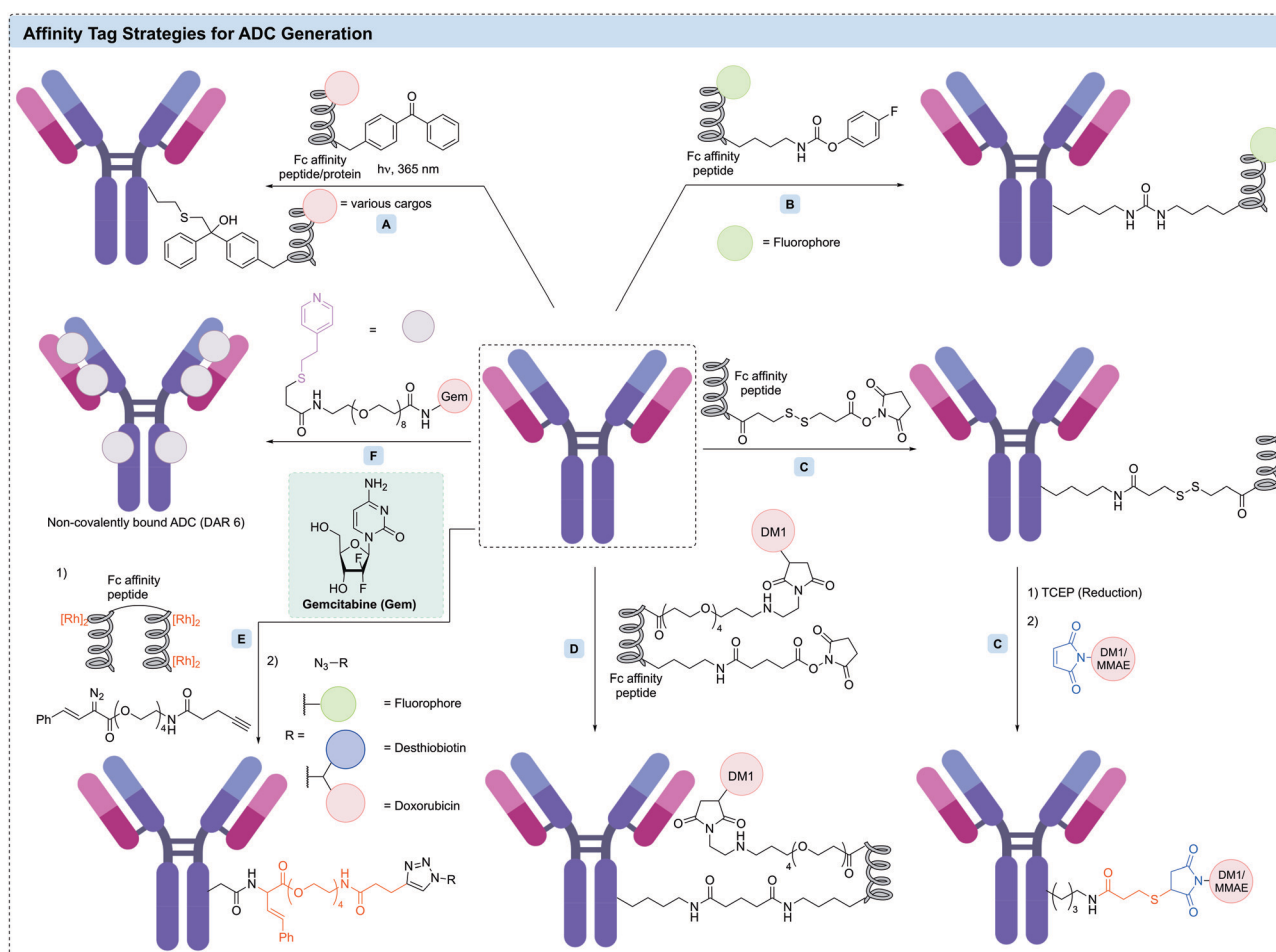 Affinity Tag Strategies for ADC Generation
O
Fc affinity
peptide/protein
hν, 365 nm
= various cargos
A
S
OH
Fc affinity
peptide
N
H
O
O
F
B
= Fluorophore
O
N
H
N
H
N
=
S
O
N
H
O
8
O
N
H
Gem
F
Non-covalently bound ADC (DAR 6)
NH2
N
N
O
HO
O
F
F
HO
Gemcitabine (Gem)
Fc affinity
peptide
O
S
S
O
O
N
O
O
C
N
H
O
S
S
O
1)
Fc affinity
peptide
[Rh]2
[Rh]2
[Rh]2
E
N2
Ph
O
O
4
N
H
O
2)
N3–R
= Fluorophore
R =
= Desthiobiotin
= Doxorubicin
DM1
O
N
O
O
O
4
H
N
N
H
O
O
O
N
O
O
Fc affinity
peptide
D
1) TCEP (Reduction)
2)
C
O
N
O
DM1/
MMAE
O
H
N
O
O
4
H
N
O
N
N
N
R
Ph
DM1
O
N
O
H
N
O
4
O
N
H
O
O
N
H
3
N
H
O
S
O
N
O
DM1/
MMAE